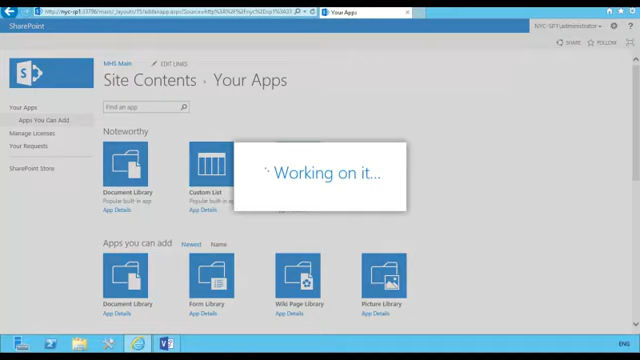 Your Apps
SharePoint
NYC-SP1\administrator
SHARE FOLLOW
MHS Main EDIT LINKS
Site Contents › Your Apps
Find an app
Your Apps
Apps You Can Add
Manage Licenses
Your Requests
SharePoint Store
Noteworthy
Document Library
Popular built-in app
App Details
Custom List
Popular built-in
App Details
Working on it...
Apps you can add Newest Name
Document Library
App Details
Form Library
App Details
Wiki Page Library
App Details
Picture Library
App Details
ENG